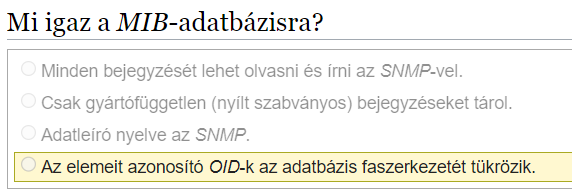 Mi igaz a MIB-adatbázisra?
Minden bejegyzését lehet olvasni és írni az SNMP-vel.
Csak gyártófüggetlen (nyílt szabványos) bejegyzéseket tárol.
Adatleíró nyelve az SNMP.
Az elemeit azonosító OID-k az adatbázis faszerkezetét tükrözik.